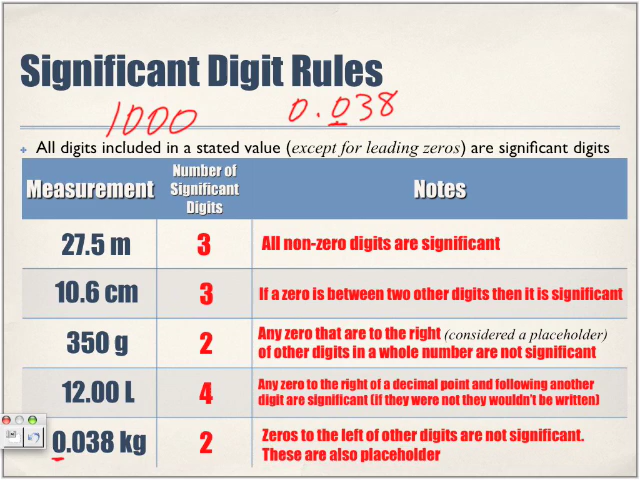 Significant Digit Rules
1000 0.038
All digits included in a stated value (except for leading zeros) are significant digits
Measurement
Number of
Significant
Digits
Notes
27.5 m
3
All non-zero digits are significant
10.6 cm
3
If a zero is between two other digits then it is significant
350 g
2
Any zero that are to the right (considered a placeholder)
of other digits in a whole number are not significant
12.00 L
4
Any zero to the right of a decimal point and following another
digit are significant (if they were not they wouldn't be written)
0.038 kg
2
Zeros to the left of other digits are not significant.
These are also placeholder